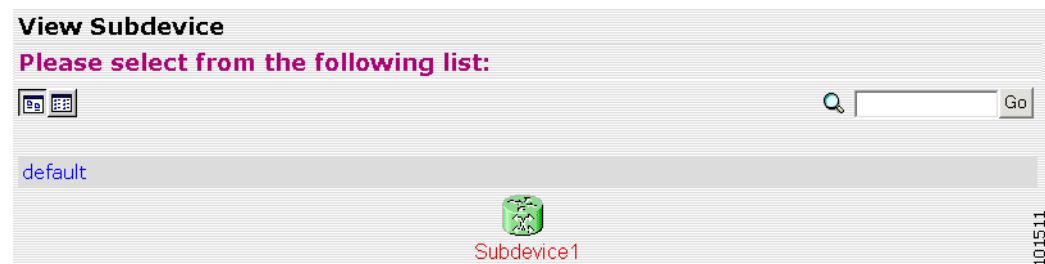 View Subdevice
Please select from the following list:
Go
default
Subdevice1
101511